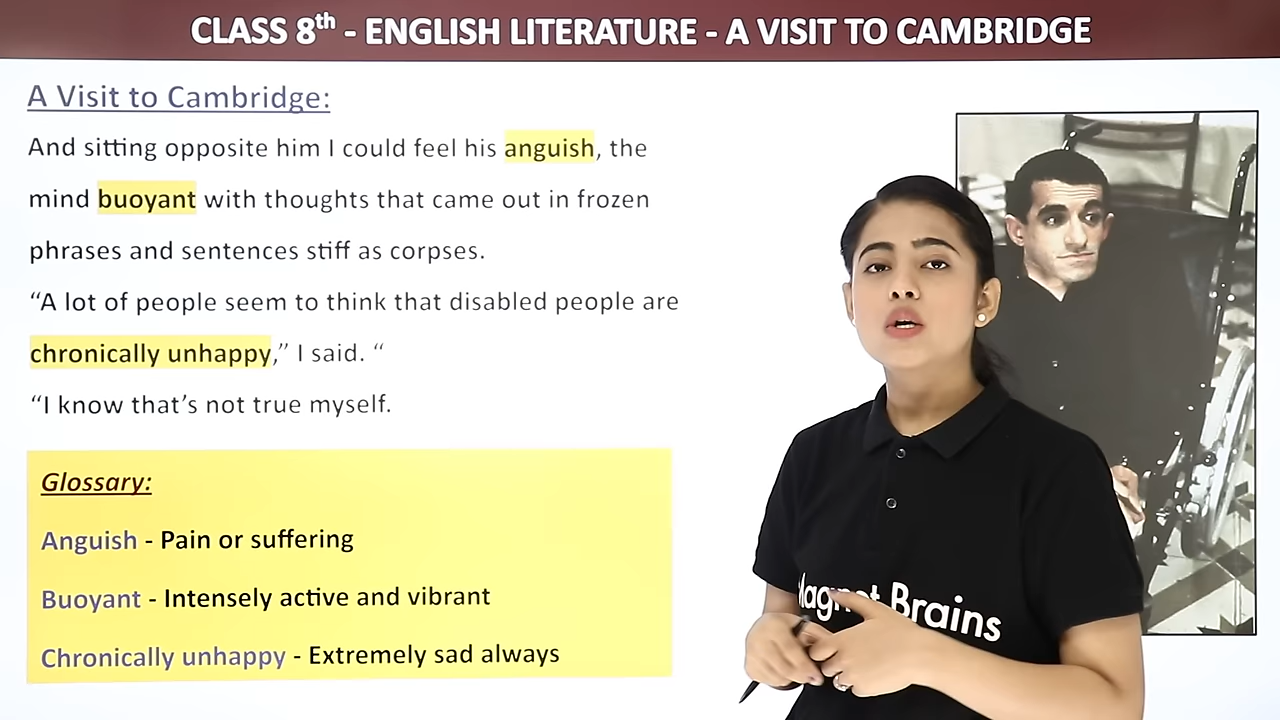 CLASS 8th - ENGLISH LITERATURE - A VISIT TO CAMBRIDGE
A Visit to Cambridge:
And sitting opposite him I could feel his anguish, the
mind buoyant with thoughts that came out in frozen
phrases and sentences stiff as corpses.
“A lot of people seem to think that disabled people are
chronically unhappy,” I said. “
“I know that’s not true myself.
Glossary:
Anguish - Pain or suffering
Buoyant - Intensely active and vibrant
Chronically unhappy - Extremely sad always
Magnet Brains